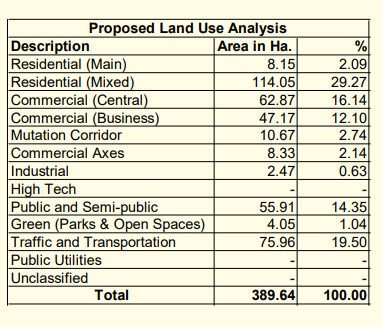 Proposed Land Use Analysis
Description Area in Ha. %
Residential (Main) 8.15 2.09
Residential (Mixed) 114.05 29.27
Commercial (Central) 62.87 16.14
Commercial (Business) 47.17 12.10
Mutation Corridor 10.67 2.74
Commercial Axes 8.33 2.14
Industrial 2.47 0.63
High Tech - -
Public and Semi-public 55.91 14.35
Green (Parks & Open Spaces) 4.05 1.04
Traffic and Transportation 75.96 19.50
Public Utilities - -
Unclassified - -
Total 389.64 100.00